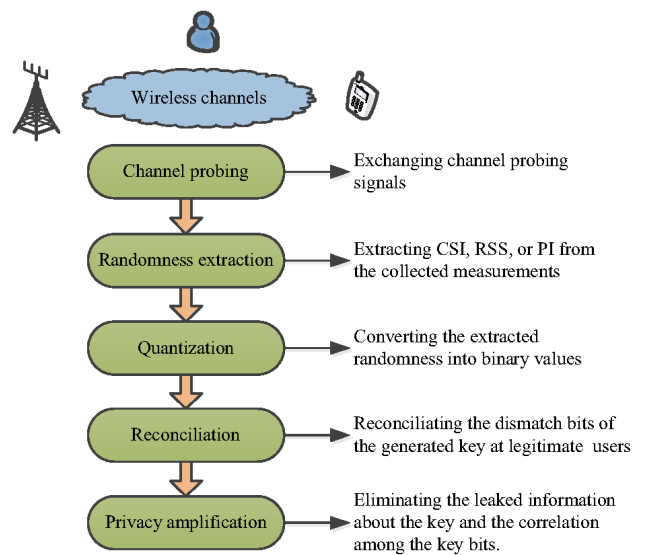 Wireless channels
Channel probing
Exchanging channel probing
signals
Randomness extraction
Extracting CSI, RSS, or PI from
the collected measurements
Quantization
Converting the extracted
randomness into binary values
Reconciliation
Reconciliating the dismatch bits of
the generated key at legitimate users
Privacy amplification
Eliminating the leaked information
about the key and the correlation
among the key bits.